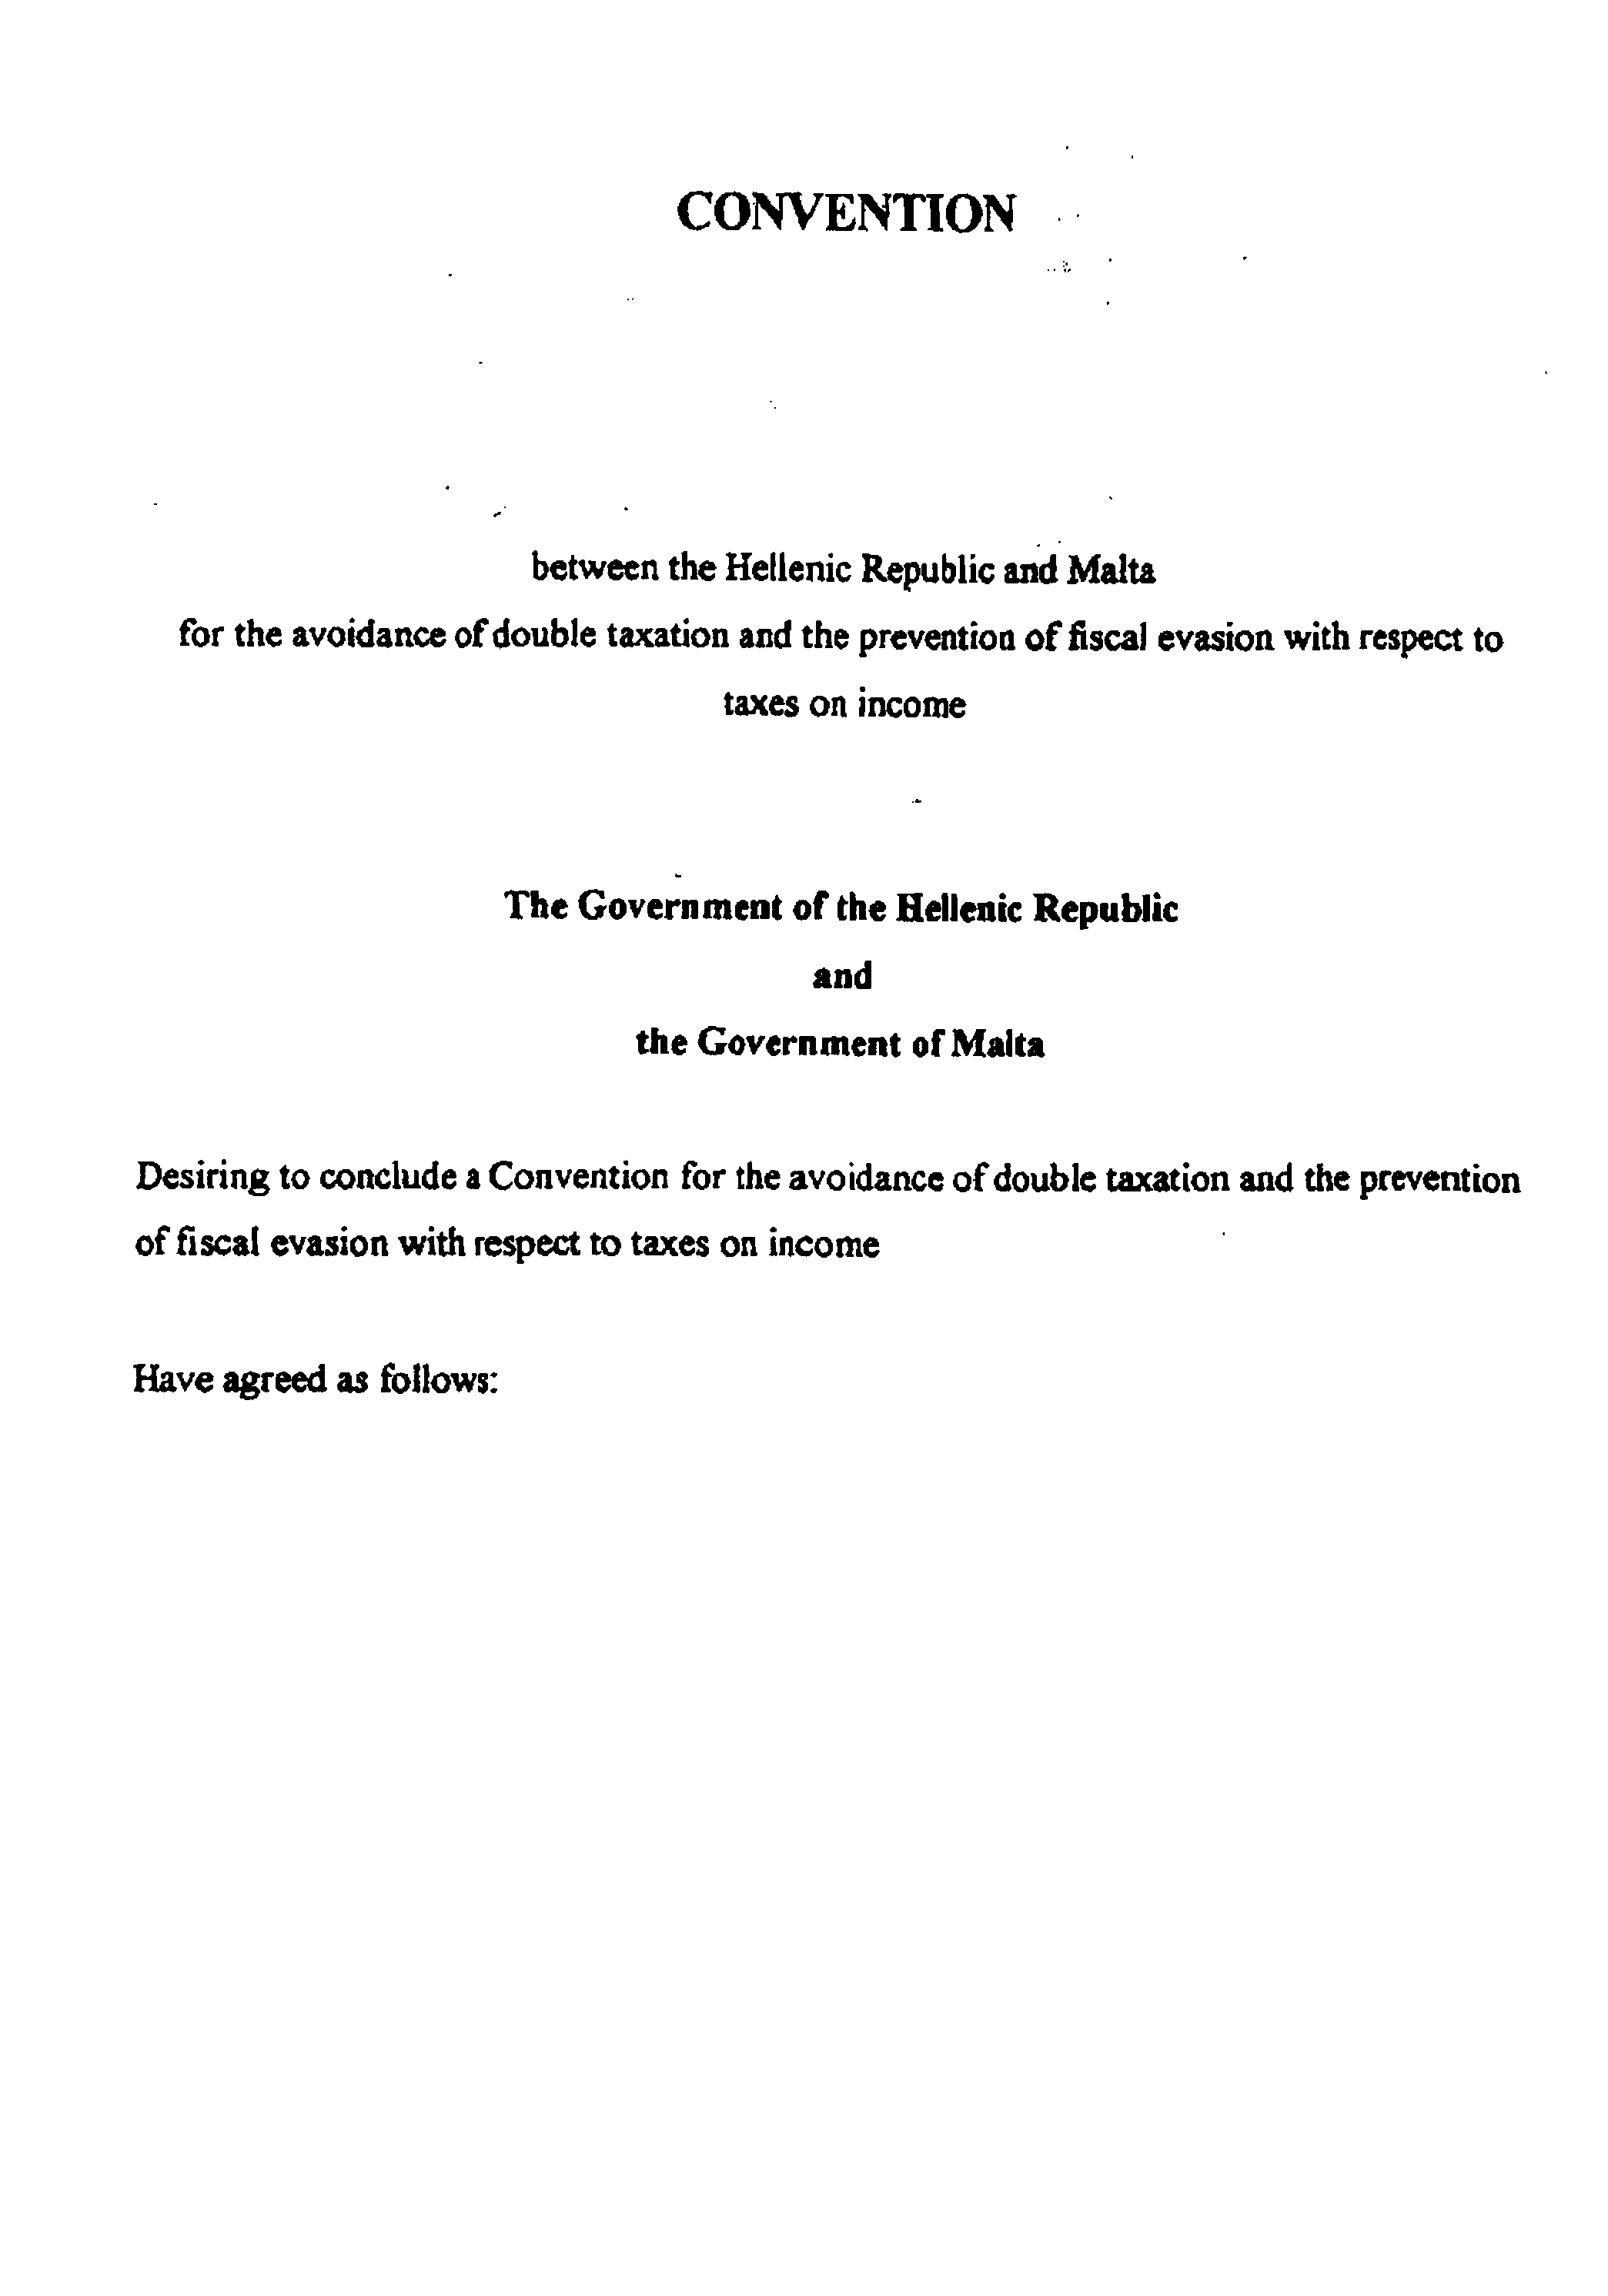 CONVENTION
between the Hellenic Republic and Malta
for the avoidance of double taxation and the prevention of fiscal evasion with respect to
taxes on income
The Government of the Hellenic Republic
and
the Government of Malta
Desiring to conclude a Convention for the avoidance of double taxation and the prevention
of fiscal evasion with respect to taxes on income
Have agreed as follows: